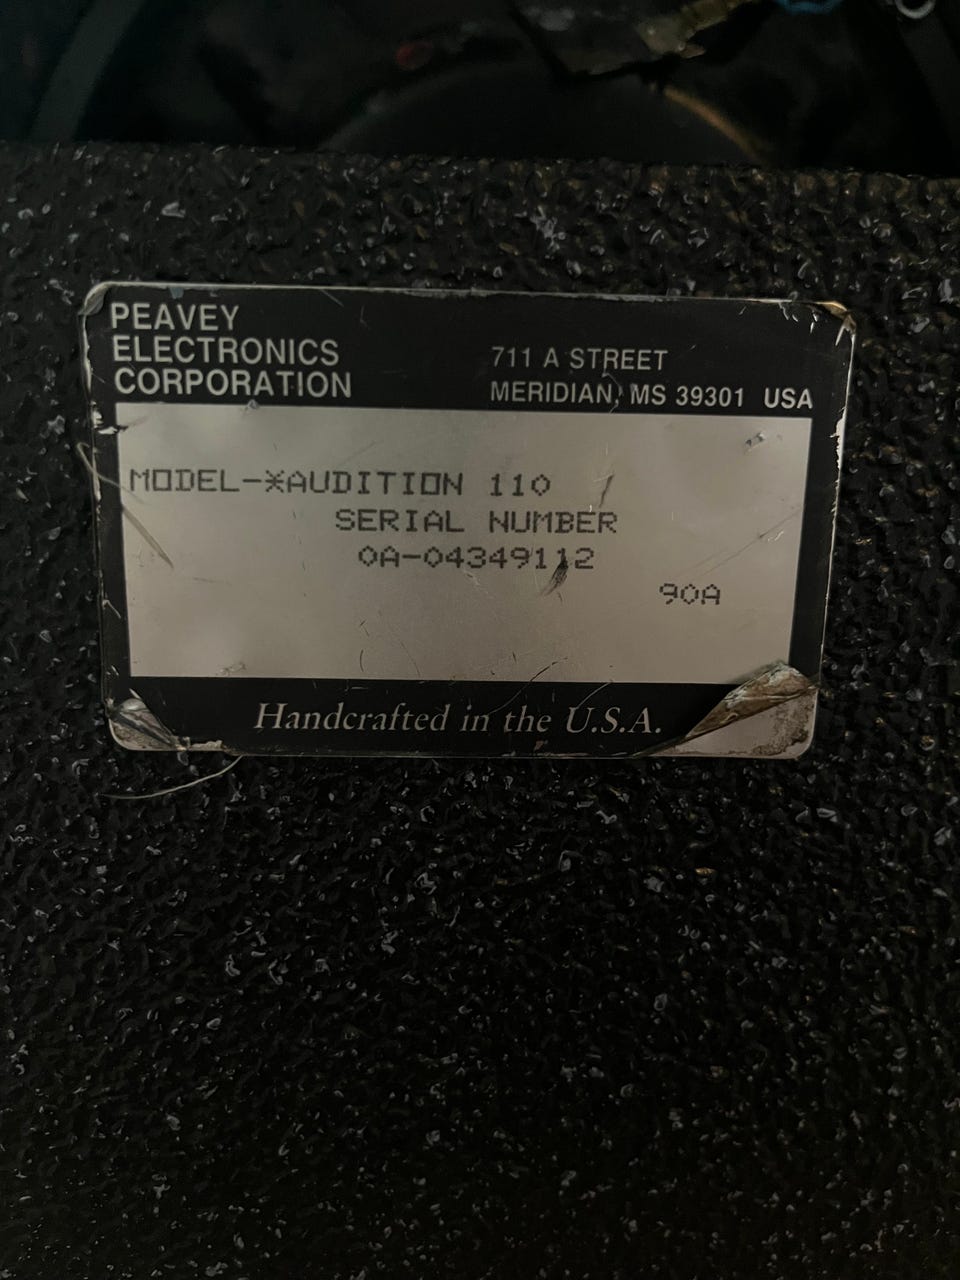 PEAVEY
ELECTRONICS
CORPORATION
711 A STREET
MERIDIAN, MS 39301 USA
MODEL-*AUDITION 110
SERIAL NUMBER
0A-04349112
90A
Handcrafted in the U.S.A.